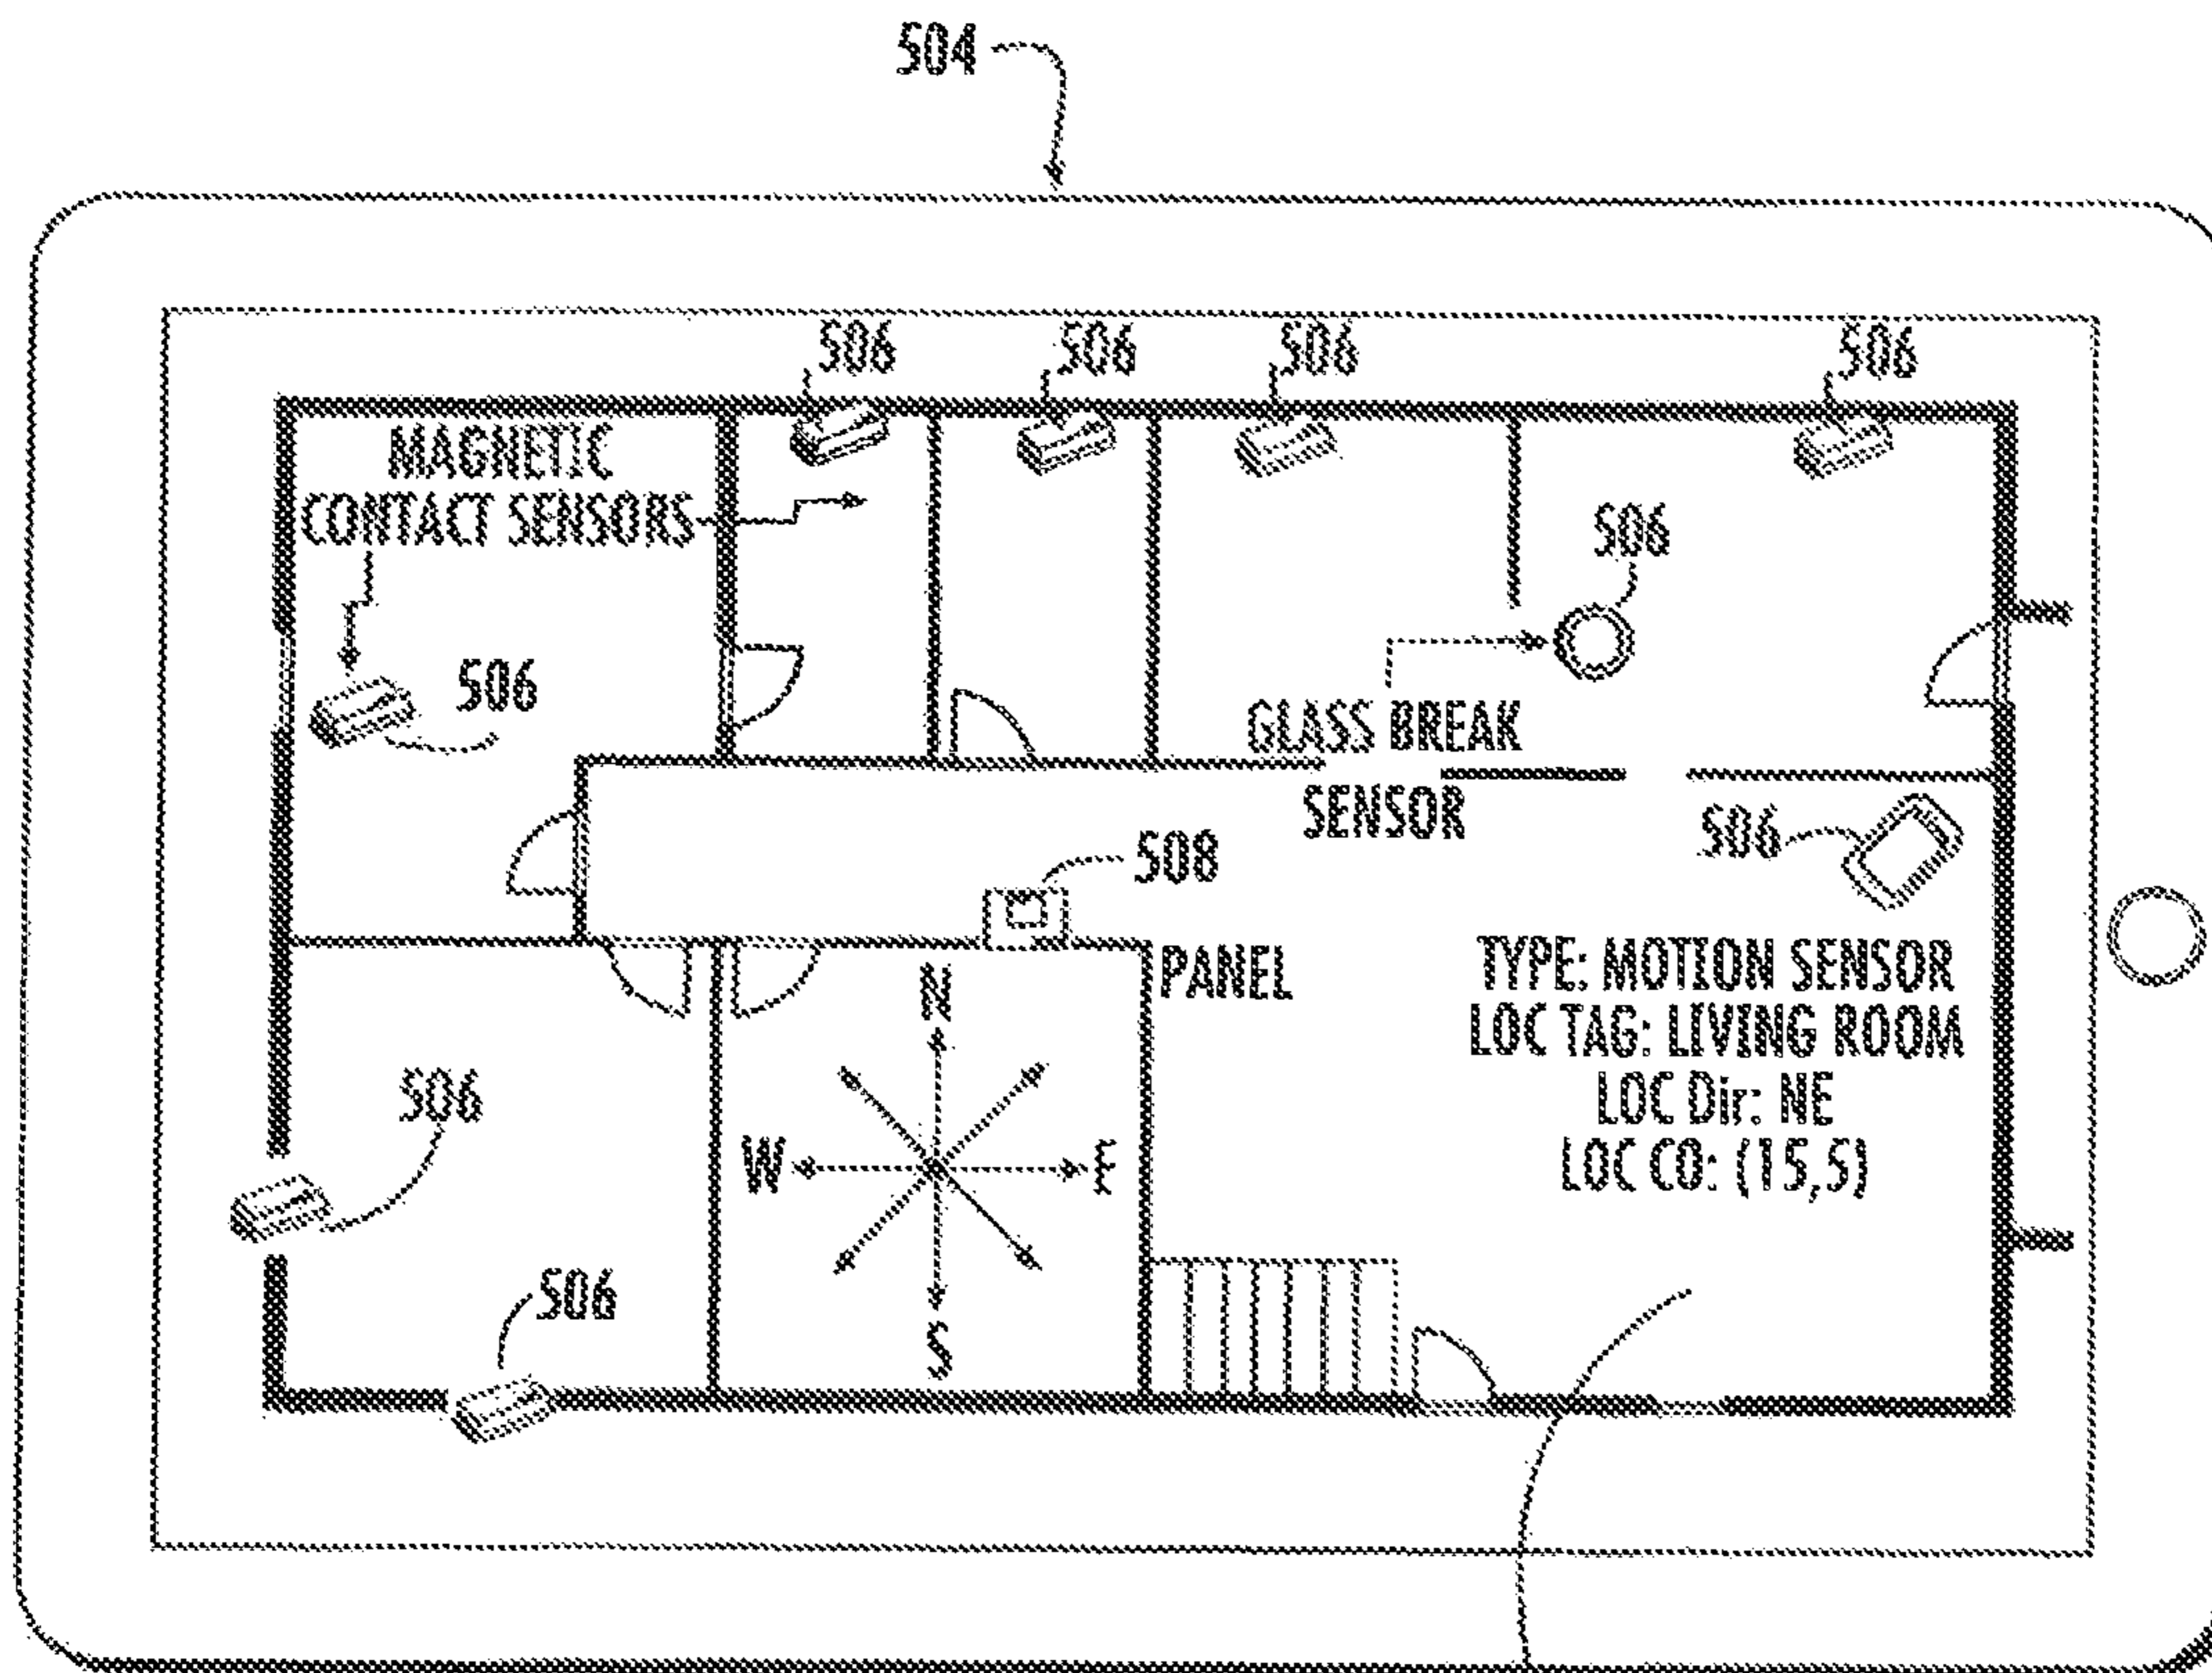 504
506
506
506
506
MAGNETIC
CONTACT SENSORS
506
506
GLASS BREAK
SENSOR
506
508
PANEL
N
W
E
S
TYPE: MOTION SENSOR
LOC TAG: LIVING ROOM
LOC Dir: NE
LOC CO: (15,5)
506
506